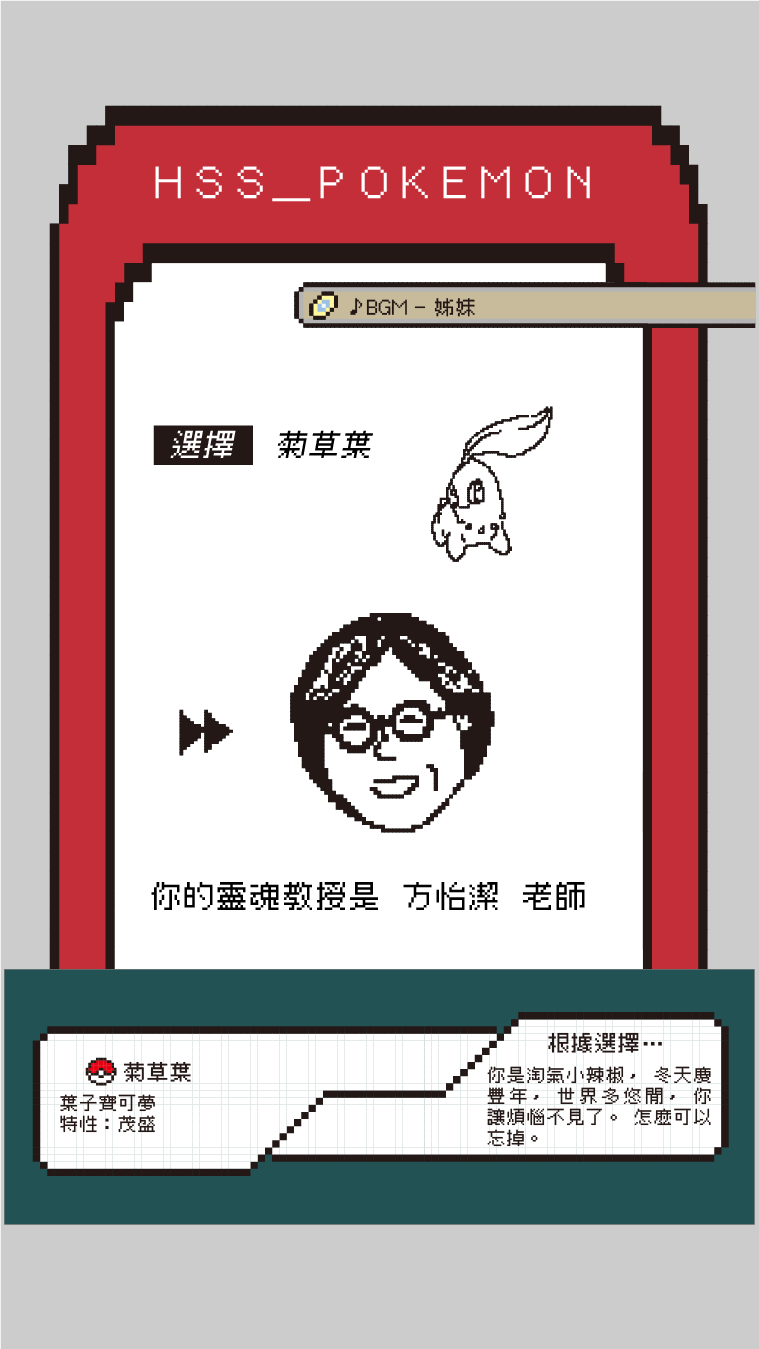 HSS_POKEMON
♪BGM - 姊妹
選擇 菊草葉
你的靈魂教授是 方怡潔 老師
菊草葉
葉子寶可夢
特性：茂盛
根據選擇…
你是淘氣小辣椒， 冬天慶
豐年， 世界多悠閒， 你
讓煩惱不見了。 怎麼可以
忘掉。